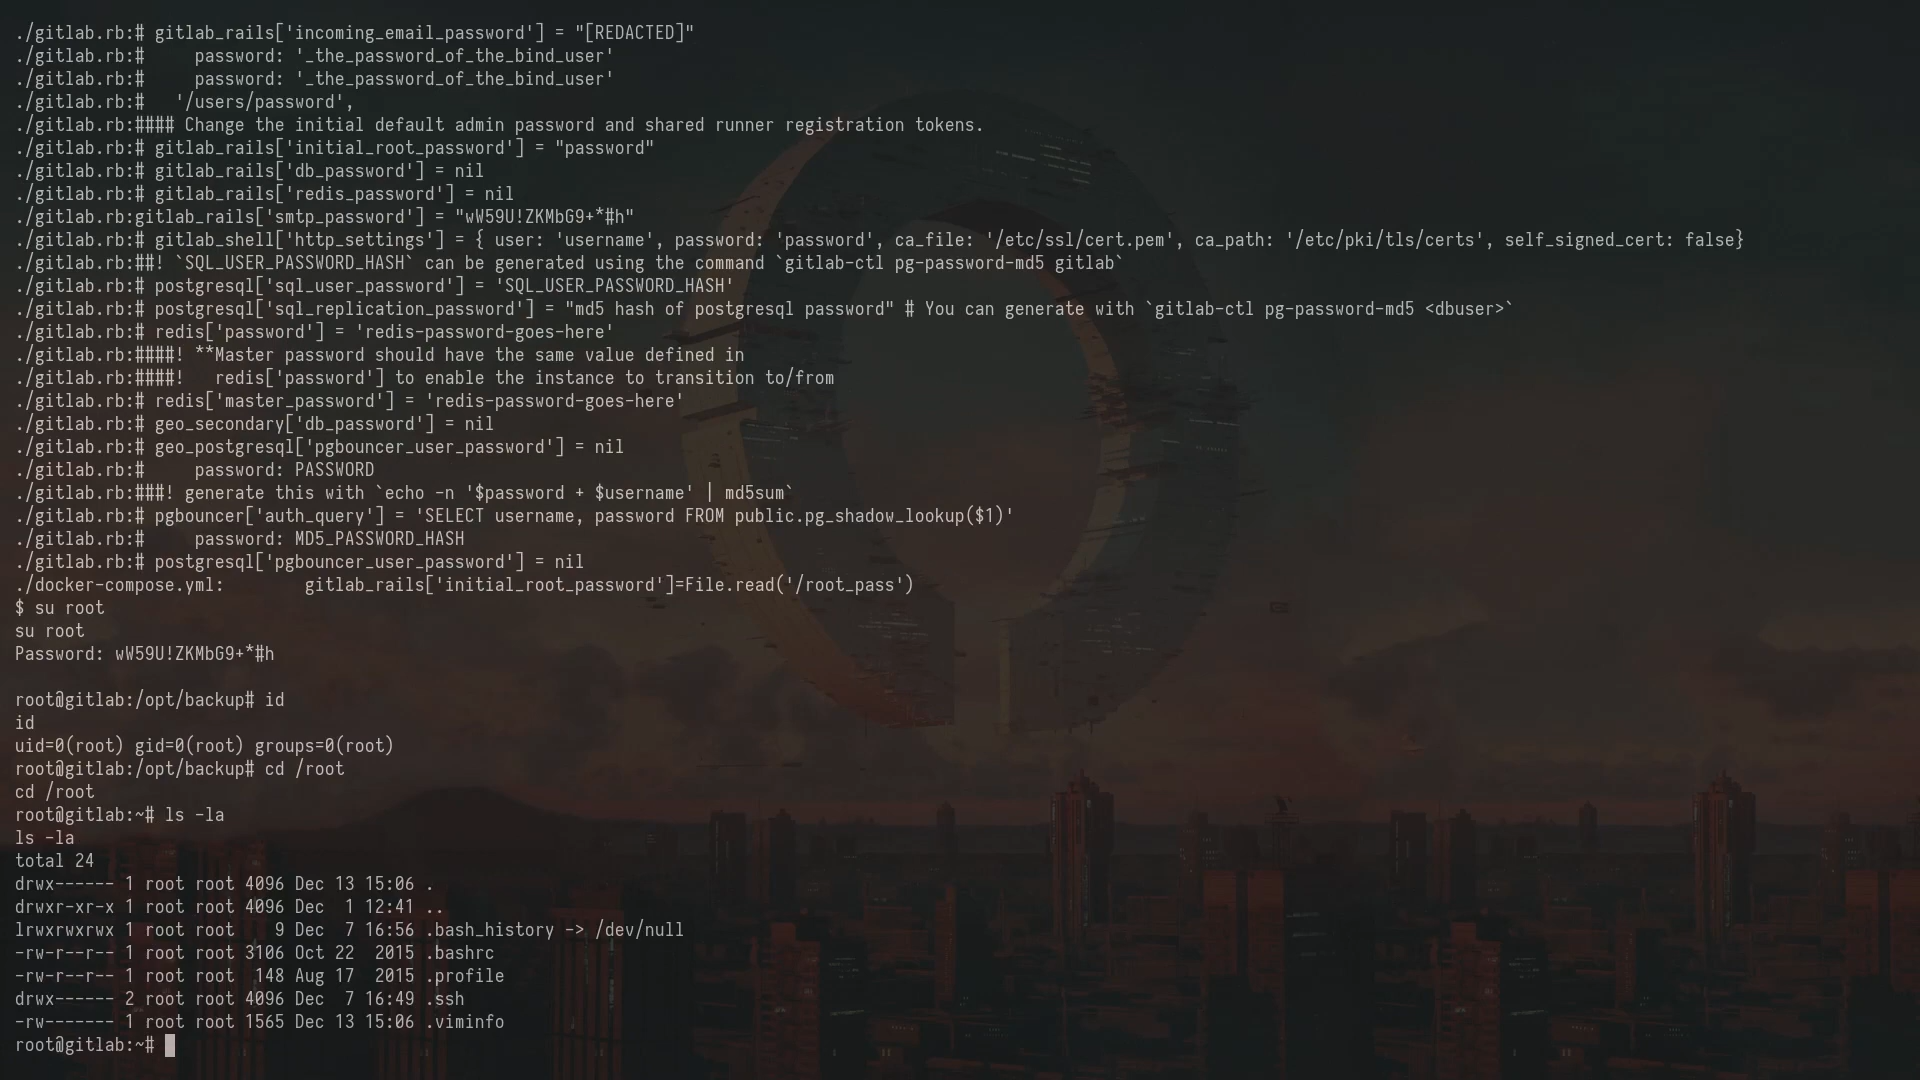 ./gitlab.rb:# gitlab_rails['incoming_email_password'] = "[REDACTED]"
./gitlab.rb:#     password: '_the_password_of_the_bind_user'
./gitlab.rb:#     password: '_the_password_of_the_bind_user'
./gitlab.rb:#   '/users/password',
./gitlab.rb:#### Change the initial default admin password and shared runner registration tokens.
./gitlab.rb:# gitlab_rails['initial_root_password'] = "password"
./gitlab.rb:# gitlab_rails['db_password'] = nil
./gitlab.rb:# gitlab_rails['redis_password'] = nil
./gitlab.rb:gitlab_rails['smtp_password'] = "wW59U!ZKMbG9+*#h"
./gitlab.rb:# gitlab_shell['http_settings'] = { user: 'username', password: 'password', ca_file: '/etc/ssl/cert.pem', ca_path: '/etc/pki/tls/certs', self_signed_cert: false}
./gitlab.rb:##! `SQL_USER_PASSWORD_HASH` can be generated using the command `gitlab-ctl pg-password-md5 gitlab`
./gitlab.rb:# postgresql['sql_user_password'] = 'SQL_USER_PASSWORD_HASH'
./gitlab.rb:# postgresql['sql_replication_password'] = "md5 hash of postgresql password" # You can generate with `gitlab-ctl pg-password-md5 <dbuser>`
./gitlab.rb:# redis['password'] = 'redis-password-goes-here'
./gitlab.rb:####! **Master password should have the same value defined in
./gitlab.rb:####!   redis['password'] to enable the instance to transition to/from
./gitlab.rb:# redis['master_password'] = 'redis-password-goes-here'
./gitlab.rb:# geo_secondary['db_password'] = nil
./gitlab.rb:# geo_postgresql['pgbouncer_user_password'] = nil
./gitlab.rb:#     password: PASSWORD
./gitlab.rb:###! generate this with `echo -n '$password + $username' | md5sum`
./gitlab.rb:# pgbouncer['auth_query'] = 'SELECT username, password FROM public.pg_shadow_lookup($1)'
./gitlab.rb:#     password: MD5_PASSWORD_HASH
./gitlab.rb:# postgresql['pgbouncer_user_password'] = nil
./docker-compose.yml:        gitlab_rails['initial_root_password']=File.read('/root_pass')
$ su root
su root
Password: wW59U!ZKMbG9+*#h

root@gitlab:/opt/backup# id
id
uid=0(root) gid=0(root) groups=0(root)
root@gitlab:/opt/backup# cd /root
cd /root
root@gitlab:~# ls -la
ls -la
total 24
drwx------ 1 root root 4096 Dec 13 15:06 .
drwxr-xr-x 1 root root 4096 Dec  1 12:41 ..
lrwxrwxrwx 1 root root    9 Dec  7 16:56 .bash_history -> /dev/null
-rw-r--r-- 1 root root 3106 Oct 22  2015 .bashrc
-rw-r--r-- 1 root root  148 Aug 17  2015 .profile
drwx------ 2 root root 4096 Dec  7 16:49 .ssh
-rw------- 1 root root 1565 Dec 13 15:06 .viminfo
root@gitlab:~#